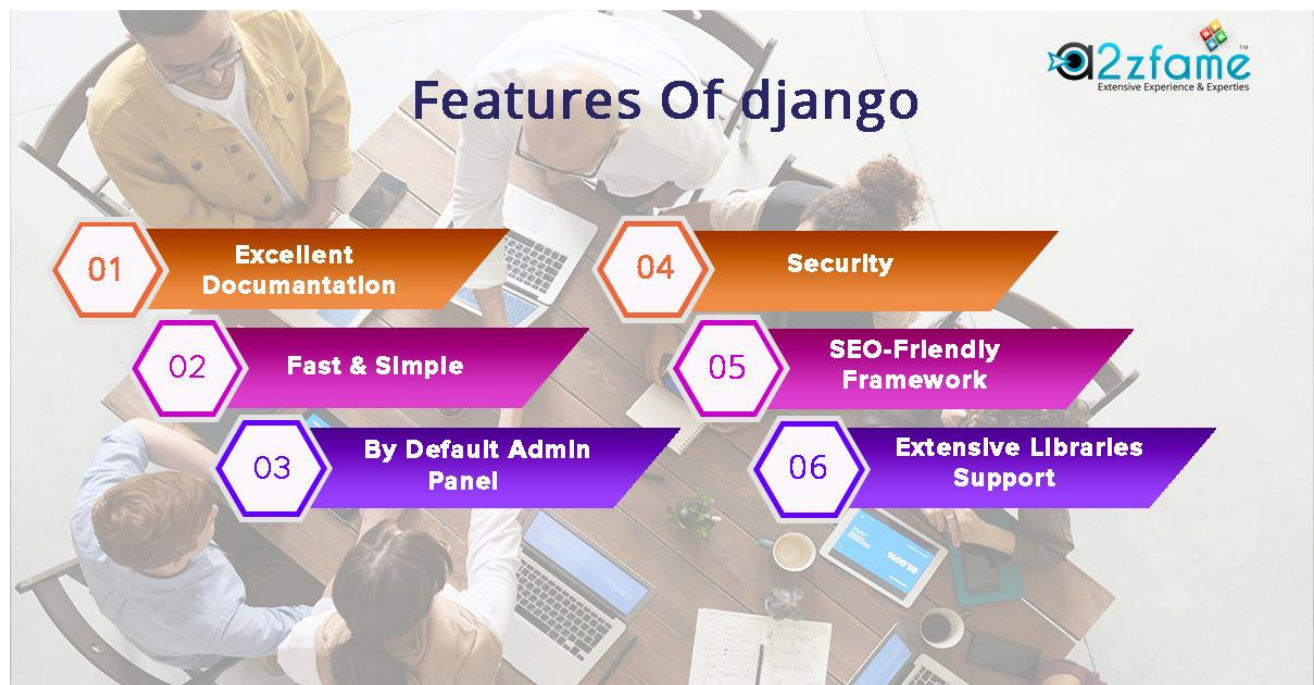 Features Of django
a2zfame
TM
Extensive Experience & Experties
01
Excellent
Documantation
02
Fast & Simple
03
By Default Admin
Panel
04
Security
05
SEO-Friendly
Framework
06
Extensive Libraries
Support